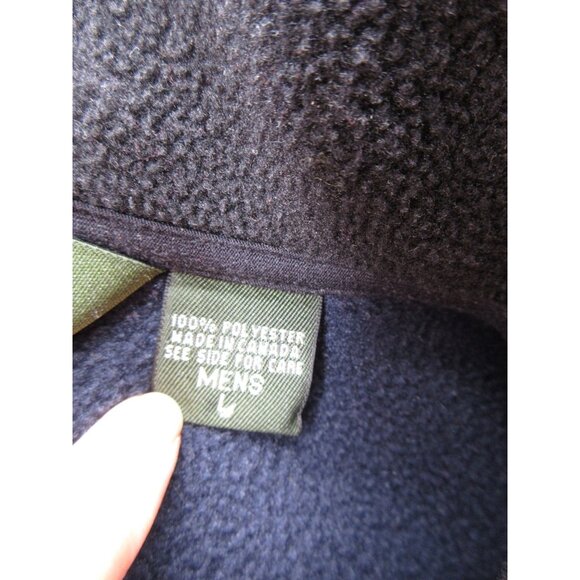 100% POLYESTER
MADE IN CANADA
SEE SIDE FOR CARE
MENS
L